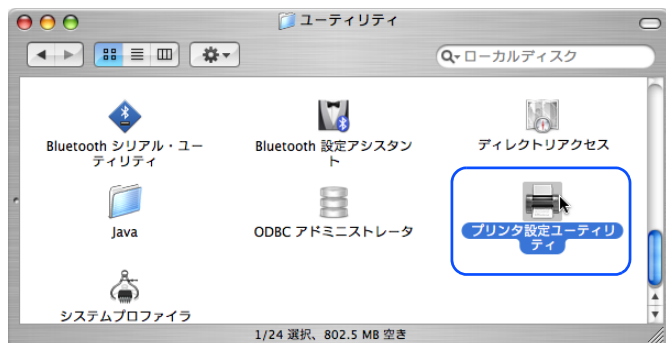 ユーティリティ
ローカルディスク
Bluetooth シリアル・ユー
ティリティ
Bluetooth 設定アシスタン
ト
ディレクトリアクセス
Java
ODBC アドミニストレータ
プリンタ設定ユーティリ
ティ
システムプロファイラ
1/24 選択、802.5 MB 空き